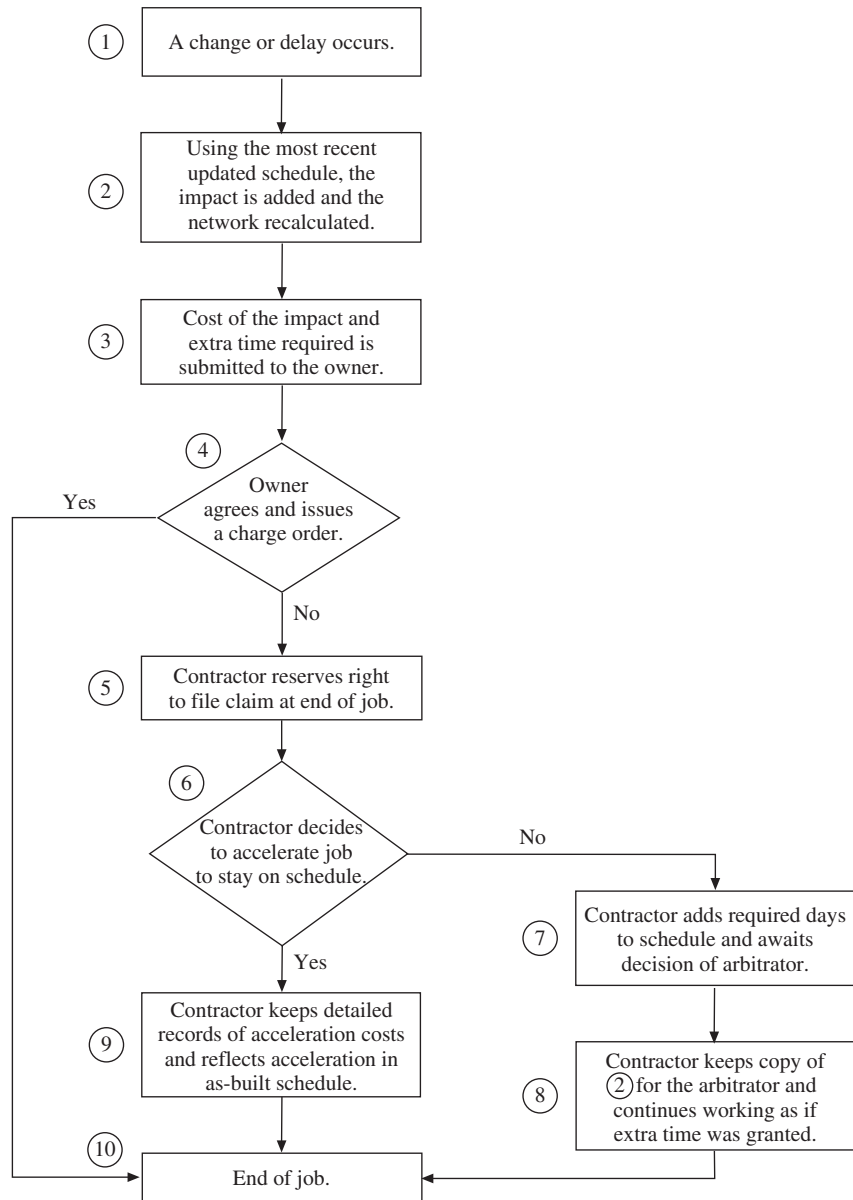 1
A change or delay occurs.
2
Using the most recent
updated schedule, the
impact is added and the
network recalculated.
3
Cost of the impact and
extra time required is
submitted to the owner.
4
Owner
agrees and issues
a charge order.
Yes
No
5
Contractor reserves right
to file claim at end of job.
6
Contractor decides
to accelerate job
to stay on schedule.
No
Yes
7
Contractor adds required days
to schedule and awaits
decision of arbitrator.
8
Contractor keeps copy of
2 for the arbitrator and
continues working as if
extra time was granted.
9
Contractor keeps detailed
records of acceleration costs
and reflects acceleration in
as-built schedule.
10
End of job.